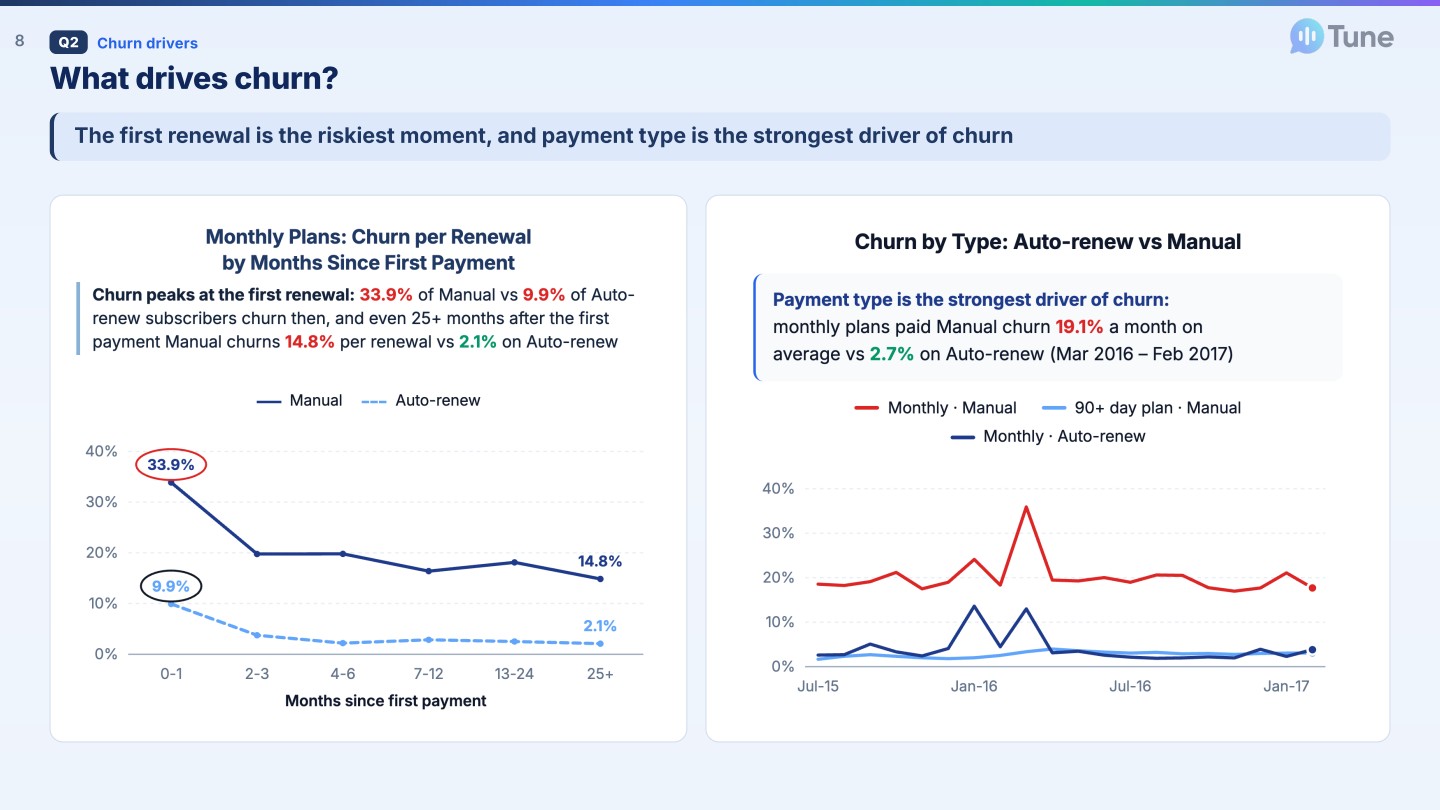 8
Q2 Churn drivers
Tune
What drives churn?
The first renewal is the riskiest moment, and payment type is the strongest driver of churn
Monthly Plans: Churn per Renewal
by Months Since First Payment
Churn peaks at the first renewal: 33.9% of Manual vs 9.9% of Auto-
renew subscribers churn then, and even 25+ months after the first
payment Manual churns 14.8% per renewal vs 2.1% on Auto-renew
Manual Auto-renew
40%
30%
20%
10%
0%
33.9%
9.9%
14.8%
2.1%
0-1 2-3 4-6 7-12 13-24 25+
Months since first payment
Churn by Type: Auto-renew vs Manual
Payment type is the strongest driver of churn:
monthly plans paid Manual churn 19.1% a month on
average vs 2.7% on Auto-renew (Mar 2016 – Feb 2017)
Monthly · Manual 90+ day plan · Manual
Monthly · Auto-renew
40%
30%
20%
10%
0%
Jul-15 Jan-16 Jul-16 Jan-17